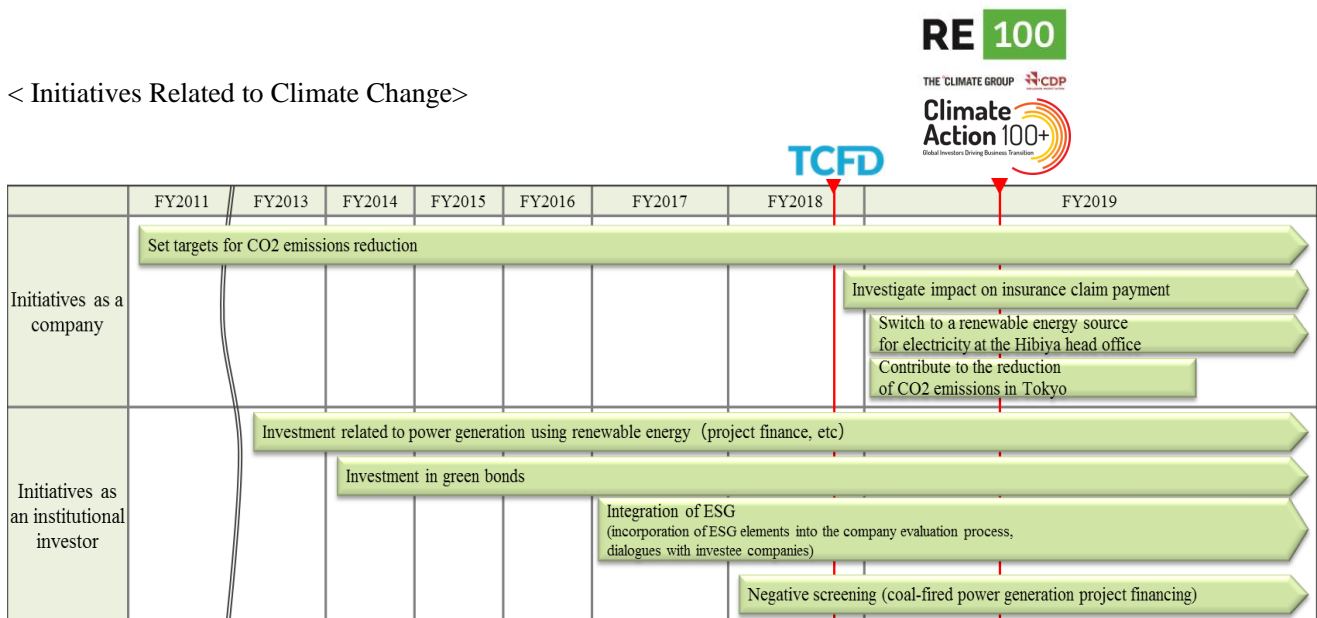 RE 100
THE °CLIMATE GROUP CDP
Climate
Action 100+
Global Investors Driving Business Transition
< Initiatives Related to Climate Change>
TCFD
FY2011 FY2013 FY2014 FY2015 FY2016 FY2017 FY2018 FY2019
Initiatives as a
company
Set targets for CO2 emissions reduction
Investigate impact on insurance claim payment
Switch to a renewable energy source
for electricity at the Hibiya head office
Contribute to the reduction
of CO2 emissions in Tokyo
Initiatives as
an institutional
investor
Investment related to power generation using renewable energy (project finance, etc)
Investment in green bonds
Integration of ESG
(incorporation of ESG elements into the company evaluation process,
dialogues with investee companies)
Negative screening (coal-fired power generation project financing)